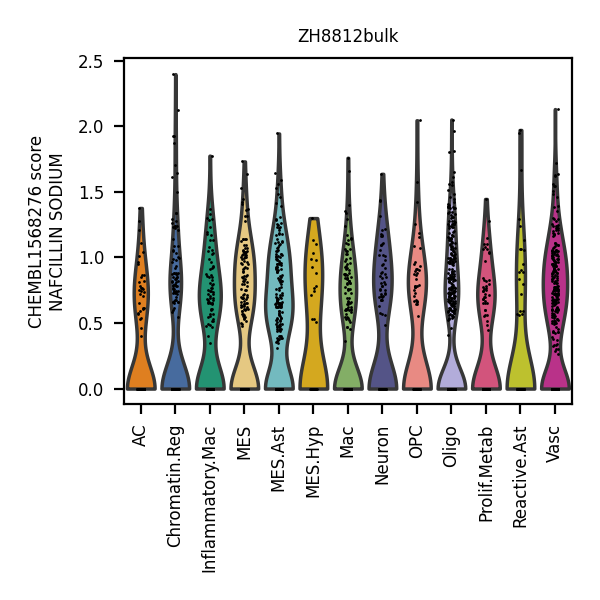 ZH8812bulk
CHEMBL1568276 score
NAFCILLIN SODIUM
2.5
2.0
1.5
1.0
0.5
0.0
AC
Chromatin.Reg
Inflammatory.Mac
MES
MES.Ast
MES.Hyp
Mac
Neuron
OPC
Oligo
Prolif.Metab
Reactive.Ast
Vasc